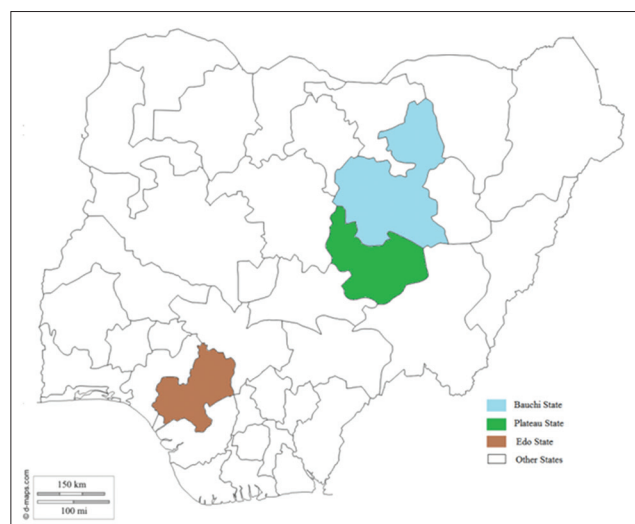 Bauchi State
Plateau State
Edo State
Other States
150 km
100 mi
© d-maps.com